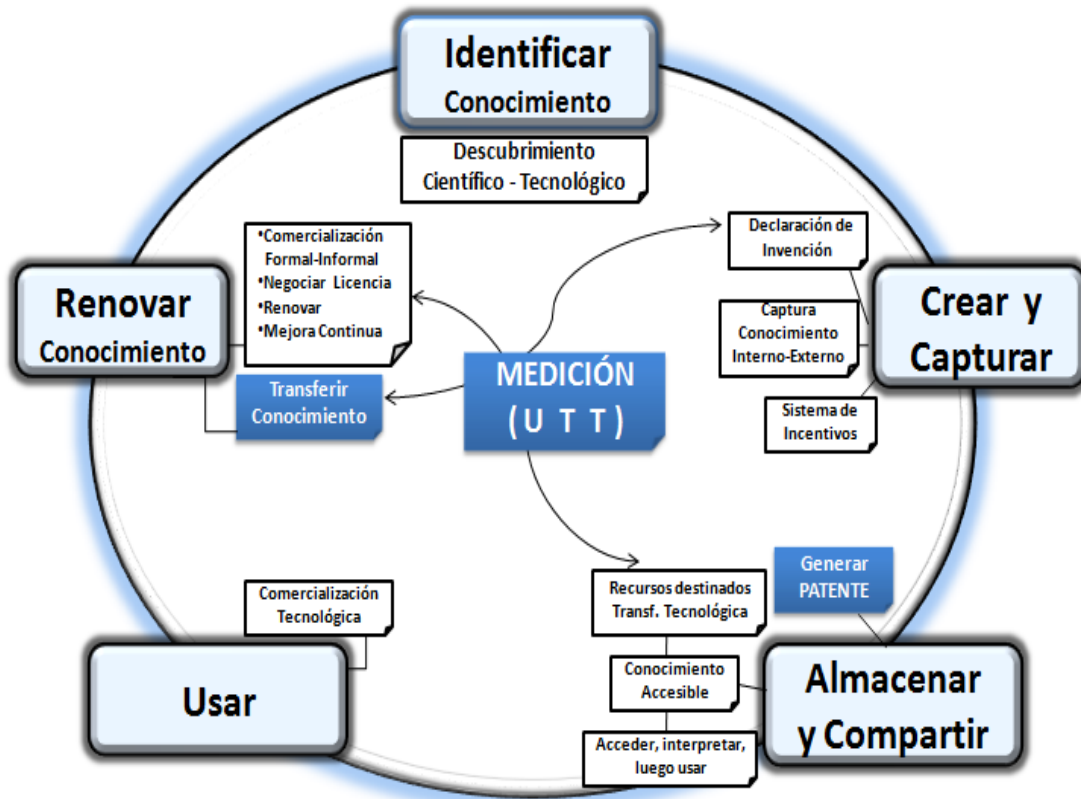 Identificar
Conocimiento
Descubrimiento
Científico - Tecnológico
•Comercialización
Formal-Informal
•Negociar Licencia
•Renovar
•Mejora Continua
Declaración de
Invención
Renovar
Conocimiento
Crear y
Capturar
Captura
Conocimiento
Interno-Externo
MEDICIÓN
( U T T )
Transferir
Conocimiento
Sistema de
Incentivos
Generar
PATENTE
Comercialización
Tecnológica
Recursos destinados
Transf. Tecnológica
Usar
Conocimiento
Accesible
Almacenar
y Compartir
Acceder, interpretar,
luego usar